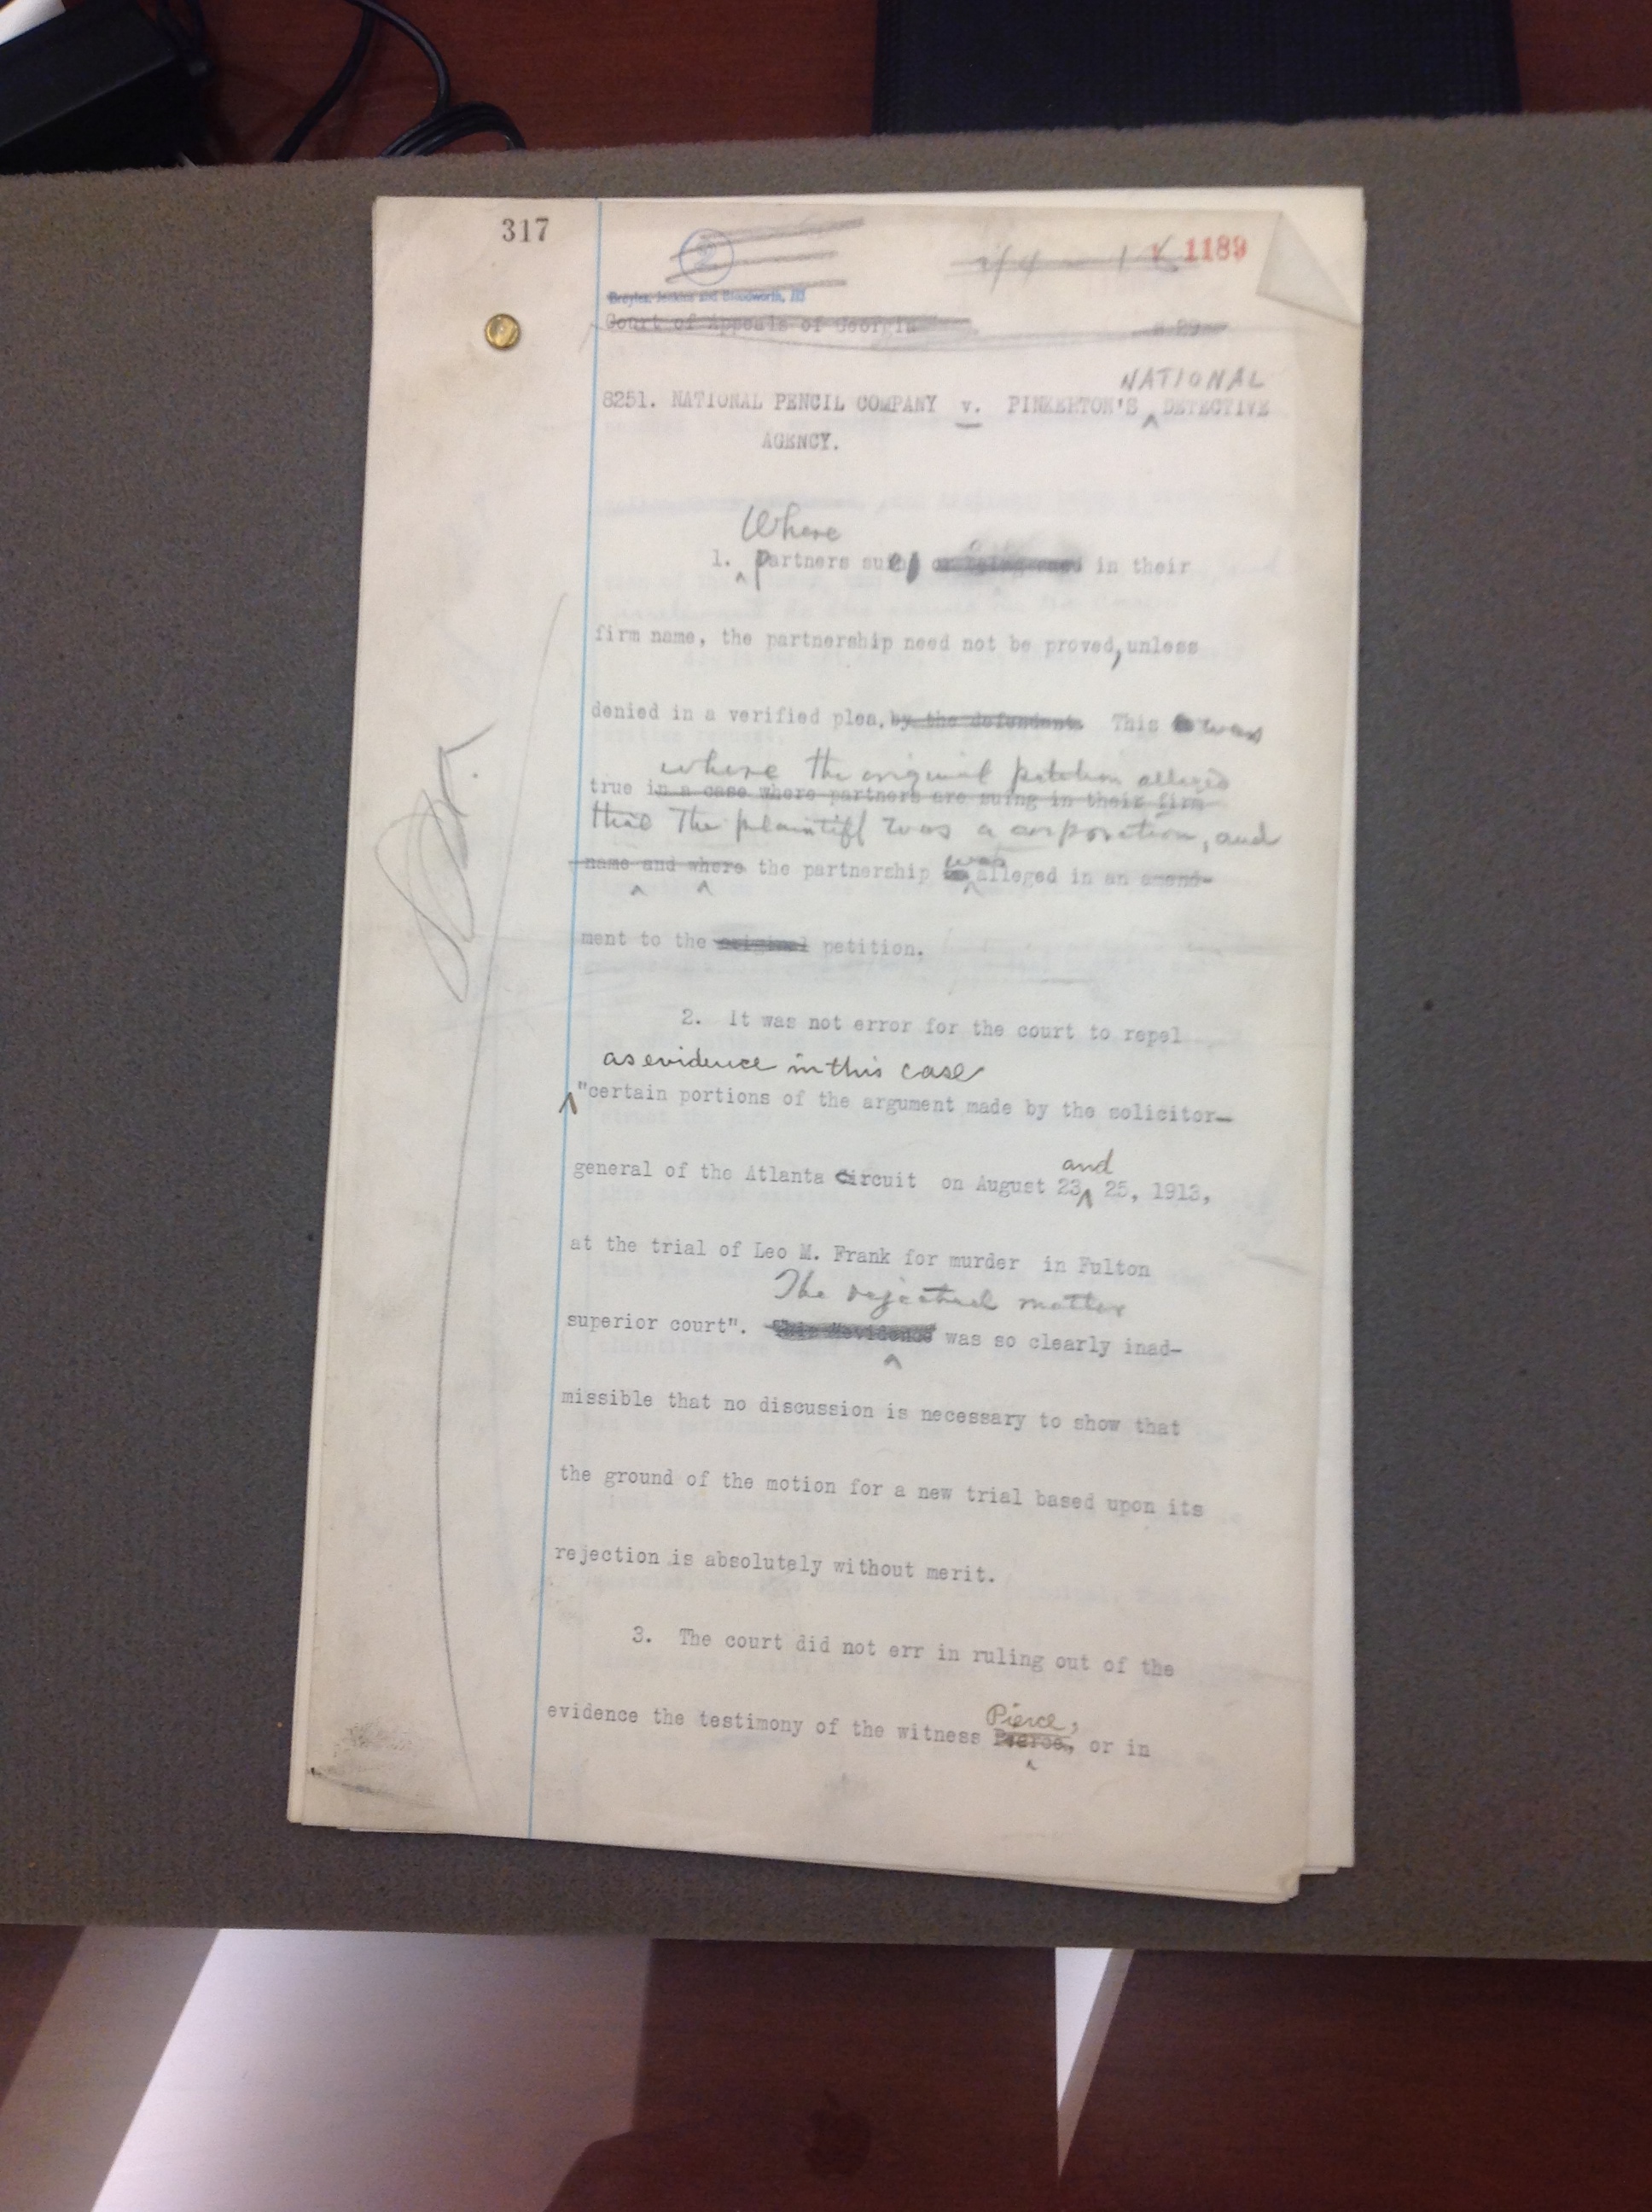 317
2
1189
Broyles, Jenkins and Bloodworth, JJJ
Court of Appeals of Georgia
NATIONAL
8251. NATIONAL PENCIL COMPANY v. PINKERTON'S ^ DETECTIVE
AGENCY.
Where
1. ^ partners sue in their
firm name, the partnership need not be proved, unless
denied in a verified plea, by the defendant. This was
where the original petition alleged
true in a case where partners are suing in their firm
that the plaintiff was a corporation, and
name and where the partnership
was
alleged in an amend-
ment to the original petition.
2. It was not error for the court to repel
as evidence in this case
"certain portions of the argument made by the solicitor-
general of the Atlanta circuit on August 23 ^ 25, 1913,
and
at the trial of Leo M. Frank for murder in Fulton
The rejected matter
superior court". This "evidence" was so clearly inad-
missible that no discussion is necessary to show that
the ground of the motion for a new trial based upon its
rejection is absolutely without merit.
3. The court did not err in ruling out of the
Pierce,
evidence the testimony of the witness or in